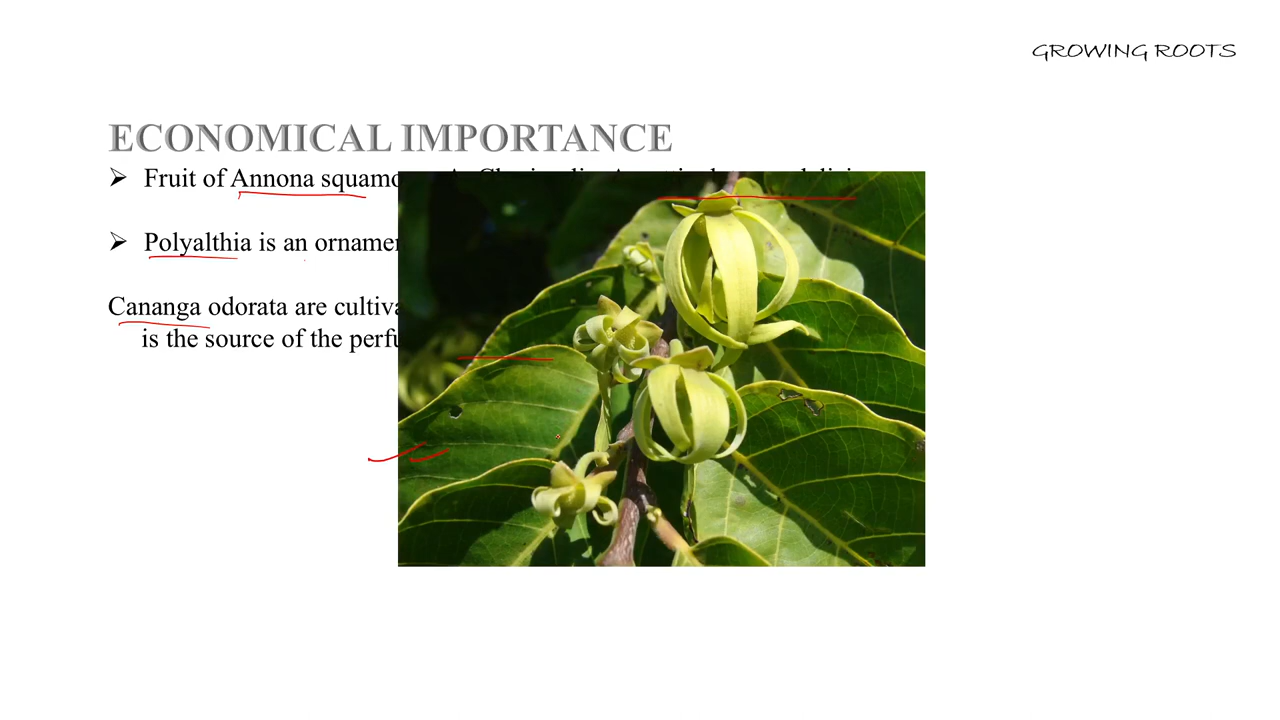 GROWING ROOTS
ECONOMICAL IMPORTANCE
➢ Fruit of Annona squamo
➢ Polyalthia is an ornamen
Cananga odorata are cultiva
is the source of the perfu